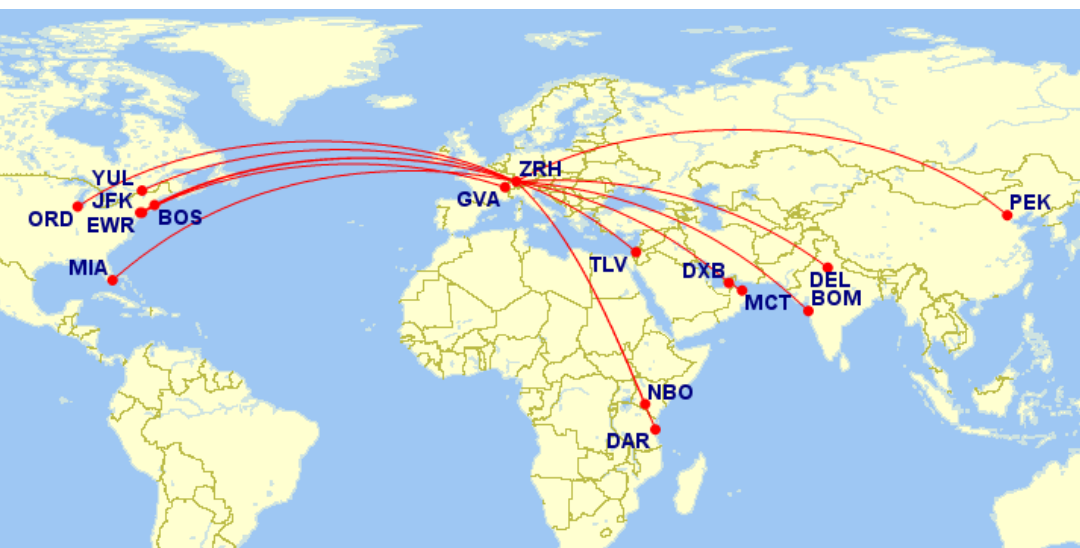 ZRH
YUL
GVA
JFK
PEK
ORD
EWR
BOS
TLV
MIA
DXB
DEL
MCT
BOM
NBO
DAR